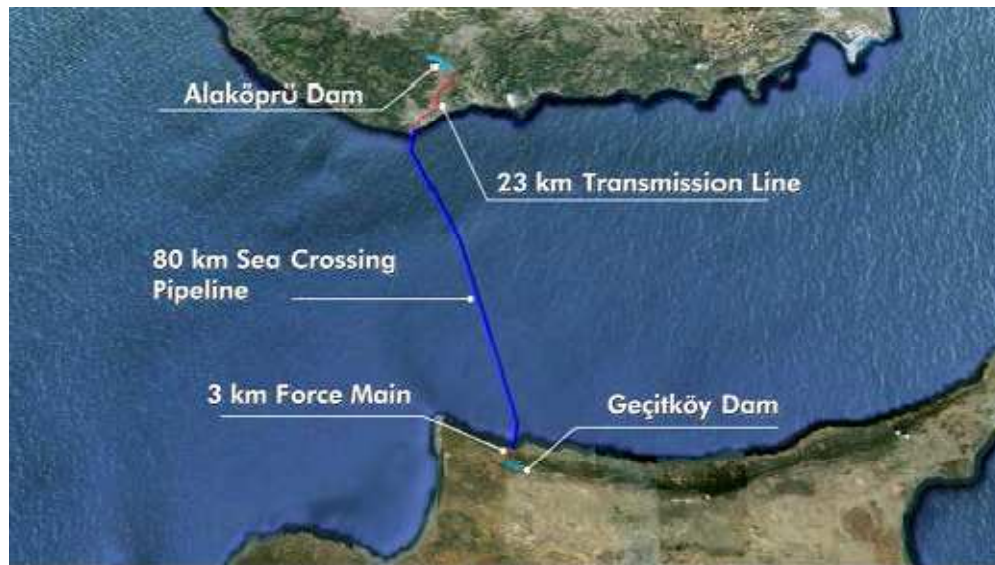 Alaköprü Dam
23 km Transmission Line
80 km Sea Crossing
Pipeline
3 km Force Main
Geçitköy Dam